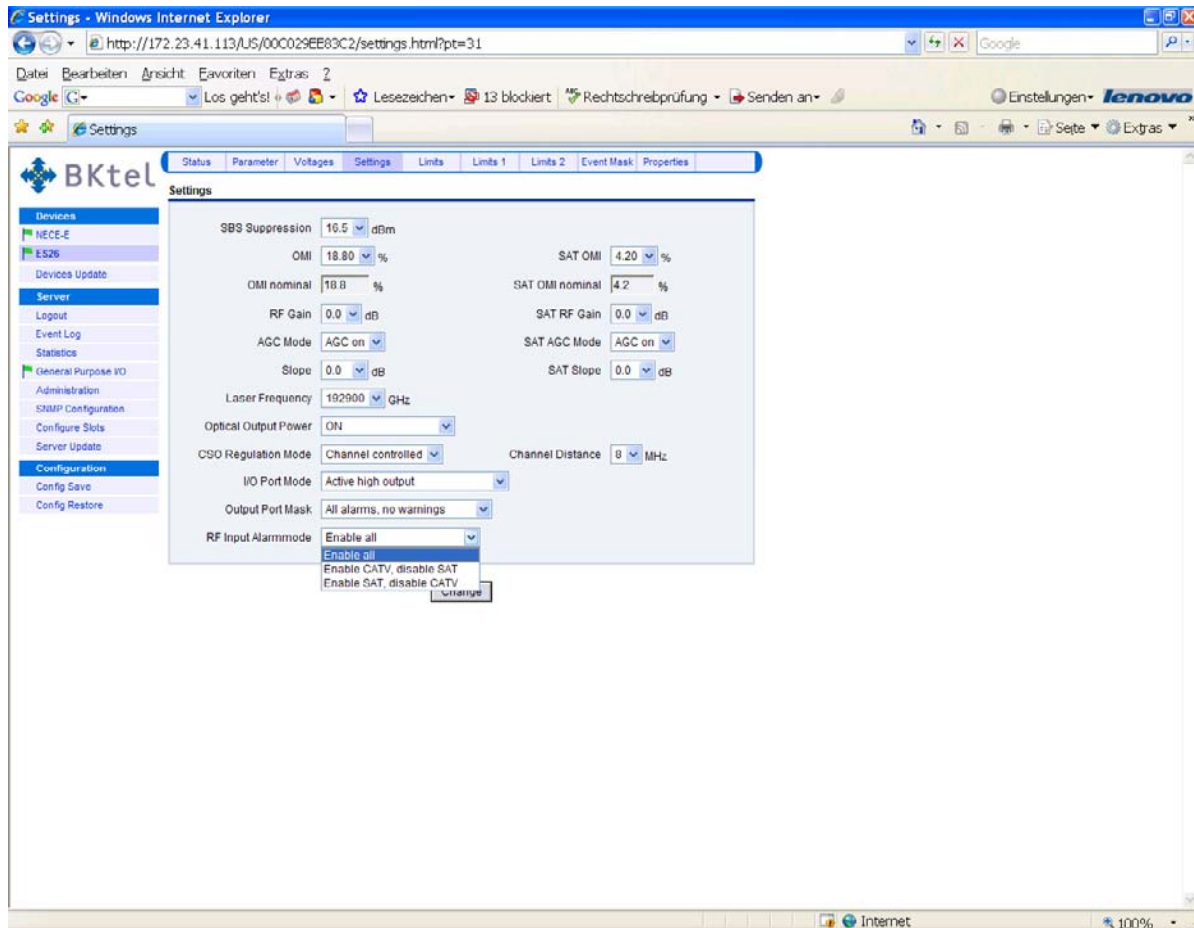 Settings - Windows Internet Explorer
http://172.23.41.113/US/00C029EE83C2/settings.html?pt=31
Google
Datei Bearbeiten Ansicht Favoriten Extras ?
Google G Los geht's! Lesezeichen 13 blockiert Rechtschreibprüfung Senden an Einstellungen lenovo
Settings Seite Extras
BKtel
Status Parameter Voltages Settings Limits Limits 1 Limits 2 Event Mask Properties
Settings
Devices
NECE-E
ES26
Devices Update
Server
Logout
Event Log
Statistics
General Purpose I/O
Administration
SNMP Configuration
Configure Slots
Server Update
Configuration
Config Save
Config Restore
SBS Suppression 16.5 dBm
OMI 18.80 % SAT OMI 4.20 %
OMI nominal 18.8 % SAT OMI nominal 4.2 %
RF Gain 0.0 dB SAT RF Gain 0.0 dB
AGC Mode AGC on SAT AGC Mode AGC on
Slope 0.0 dB SAT Slope 0.0 dB
Laser Frequency 192900 GHz
Optical Output Power ON
CSO Regulation Mode Channel controlled Channel Distance 8 MHz
I/O Port Mode Active high output
Output Port Mask All alarms, no warnings
RF Input Alarmmode Enable all
Enable all
Enable CATV, disable SAT
Enable SAT, disable CATV
Change
Internet 100%